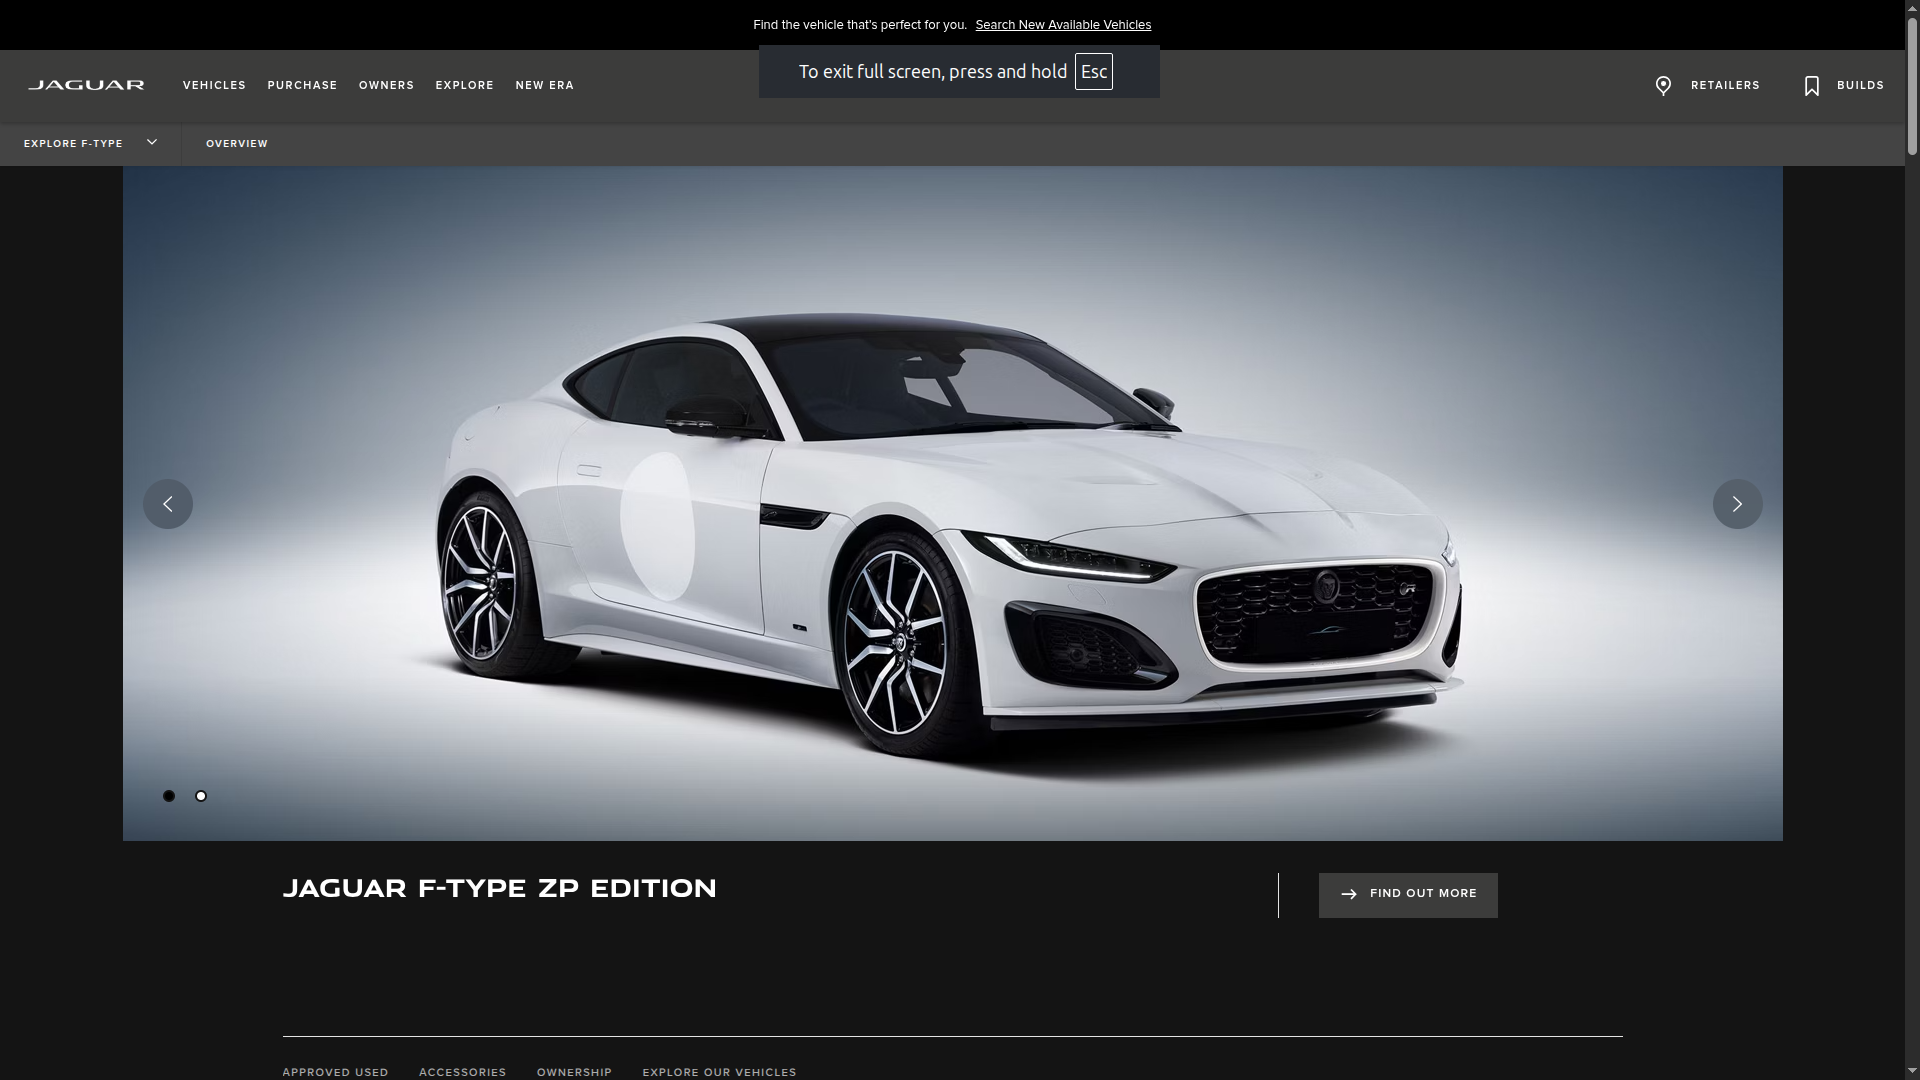 Find the vehicle that's perfect for you. Search New Available Vehicles
To exit full screen, press and hold Esc
JAGUAR VEHICLES PURCHASE OWNERS EXPLORE NEW ERA RETAILERS BUILDS
EXPLORE F-TYPE OVERVIEW
JAGUAR F-TYPE ZP EDITION
FIND OUT MORE
APPROVED USED ACCESSORIES OWNERSHIP EXPLORE OUR VEHICLES